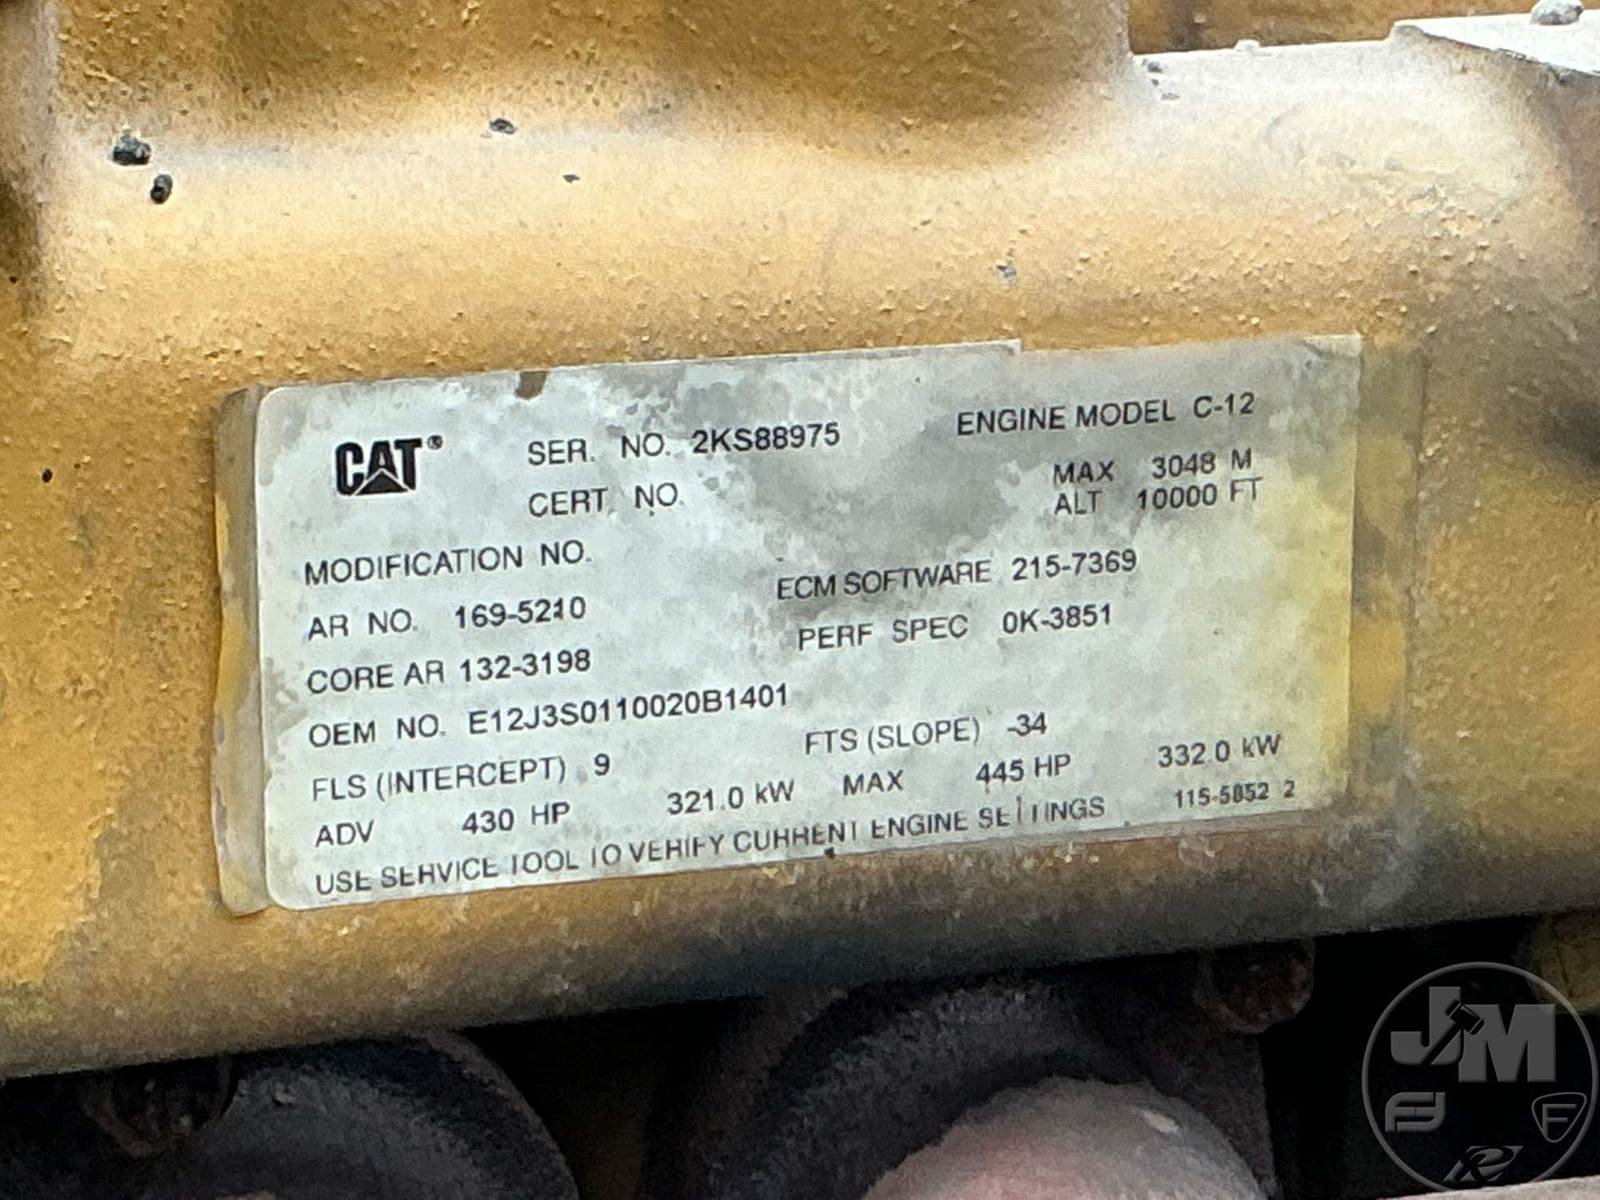 CAT® SER. NO. 2KS88975 ENGINE MODEL C-12
CERT. NO. MAX 3048 M
ALT 10000 FT
MODIFICATION NO.
ECM SOFTWARE 215-7369
AR NO. 169-5210
PERF SPEC 0K-3851
CORE AR 132-3198
OEM NO. E12J3S0110020B1401
FLS (INTERCEPT) 9 FTS (SLOPE) -34
ADV 430 HP 321.0 kW MAX 445 HP 332.0 kW
USE SERVICE TOOL TO VERIFY CURRENT ENGINE SETTINGS 115-5852 2
JM